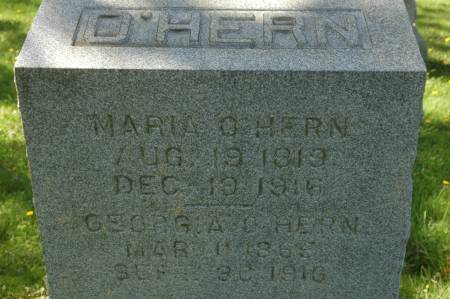 O'HERN
MARIA O'HERN
AUG. 19 1819
DEC. 19 1916
GEORGIA O'HERN
MAR. 1
SEPT. 30 1916